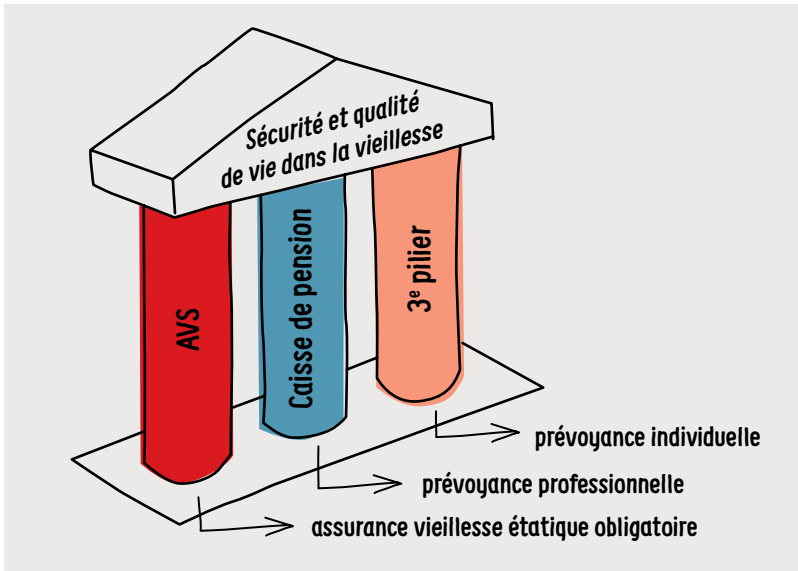 Sécurité et qualité
de vie dans la vieillesse
AVS
Caisse de pension
3e pilier
prévoyance individuelle
prévoyance professionnelle
assurance vieillesse étatique obligatoire